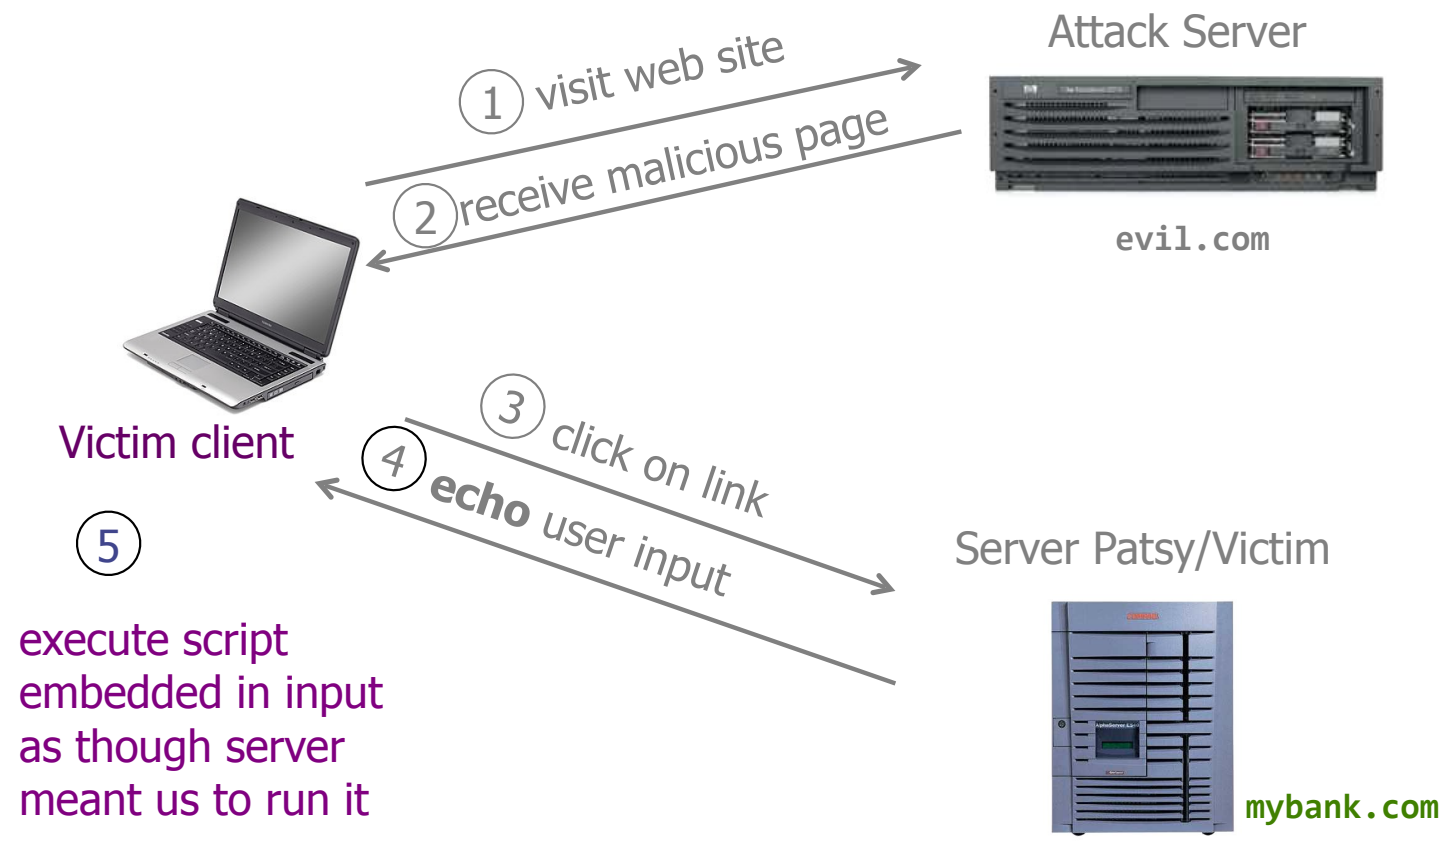 Attack Server
1 visit web site
2 receive malicious page
evil.com
Victim client
3 click on link
4 echo user input
5
Server Patsy/Victim
execute script
embedded in input
as though server
meant us to run it
mybank.com